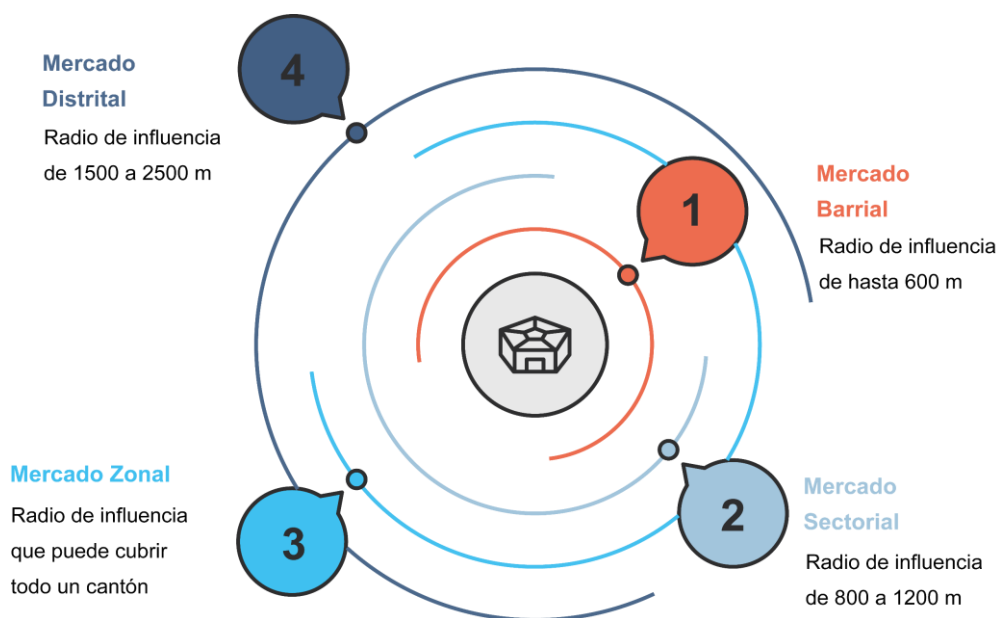 4
Mercado
Distrital
Radio de influencia
de 1500 a 2500 m
1
Mercado
Barrial
Radio de influencia
de hasta 600 m
Mercado Zonal
Radio de influencia
que puede cubrir
todo un cantón
3
2
Mercado
Sectorial
Radio de influencia
de 800 a 1200 m